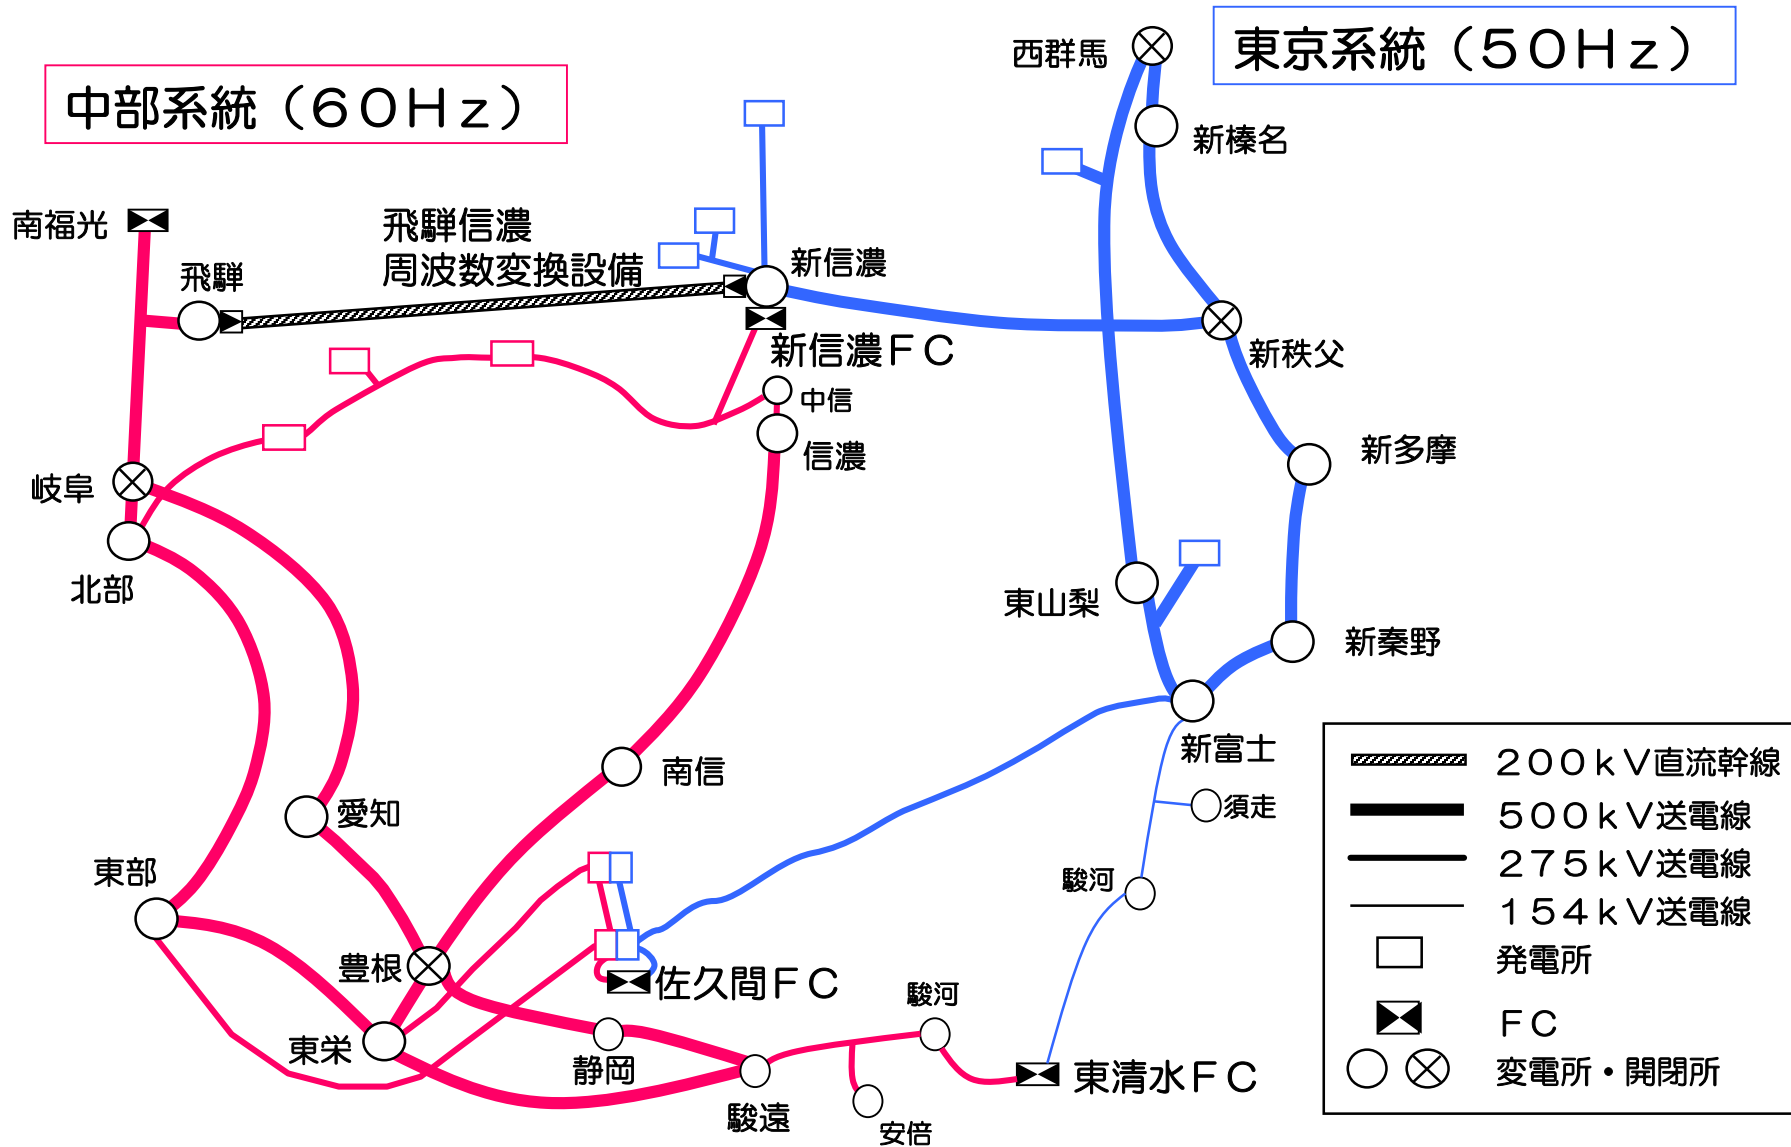 中部系統（６０Ｈｚ）
東京系統（５０Ｈｚ）
西群馬
新榛名
南福光
飛騨
飛騨信濃
周波数変換設備
新信濃
新信濃ＦＣ
中信
信濃
新秩父
新多摩
岐阜
北部
東山梨
新秦野
新富士
須走
駿河
南信
愛知
東部
豊根
東栄
佐久間ＦＣ
静岡
駿遠
駿河
安倍
東清水ＦＣ
２００ｋＶ直流幹線
５００ｋＶ送電線
２７５ｋＶ送電線
１５４ｋＶ送電線
発電所
ＦＣ
変電所・開閉所